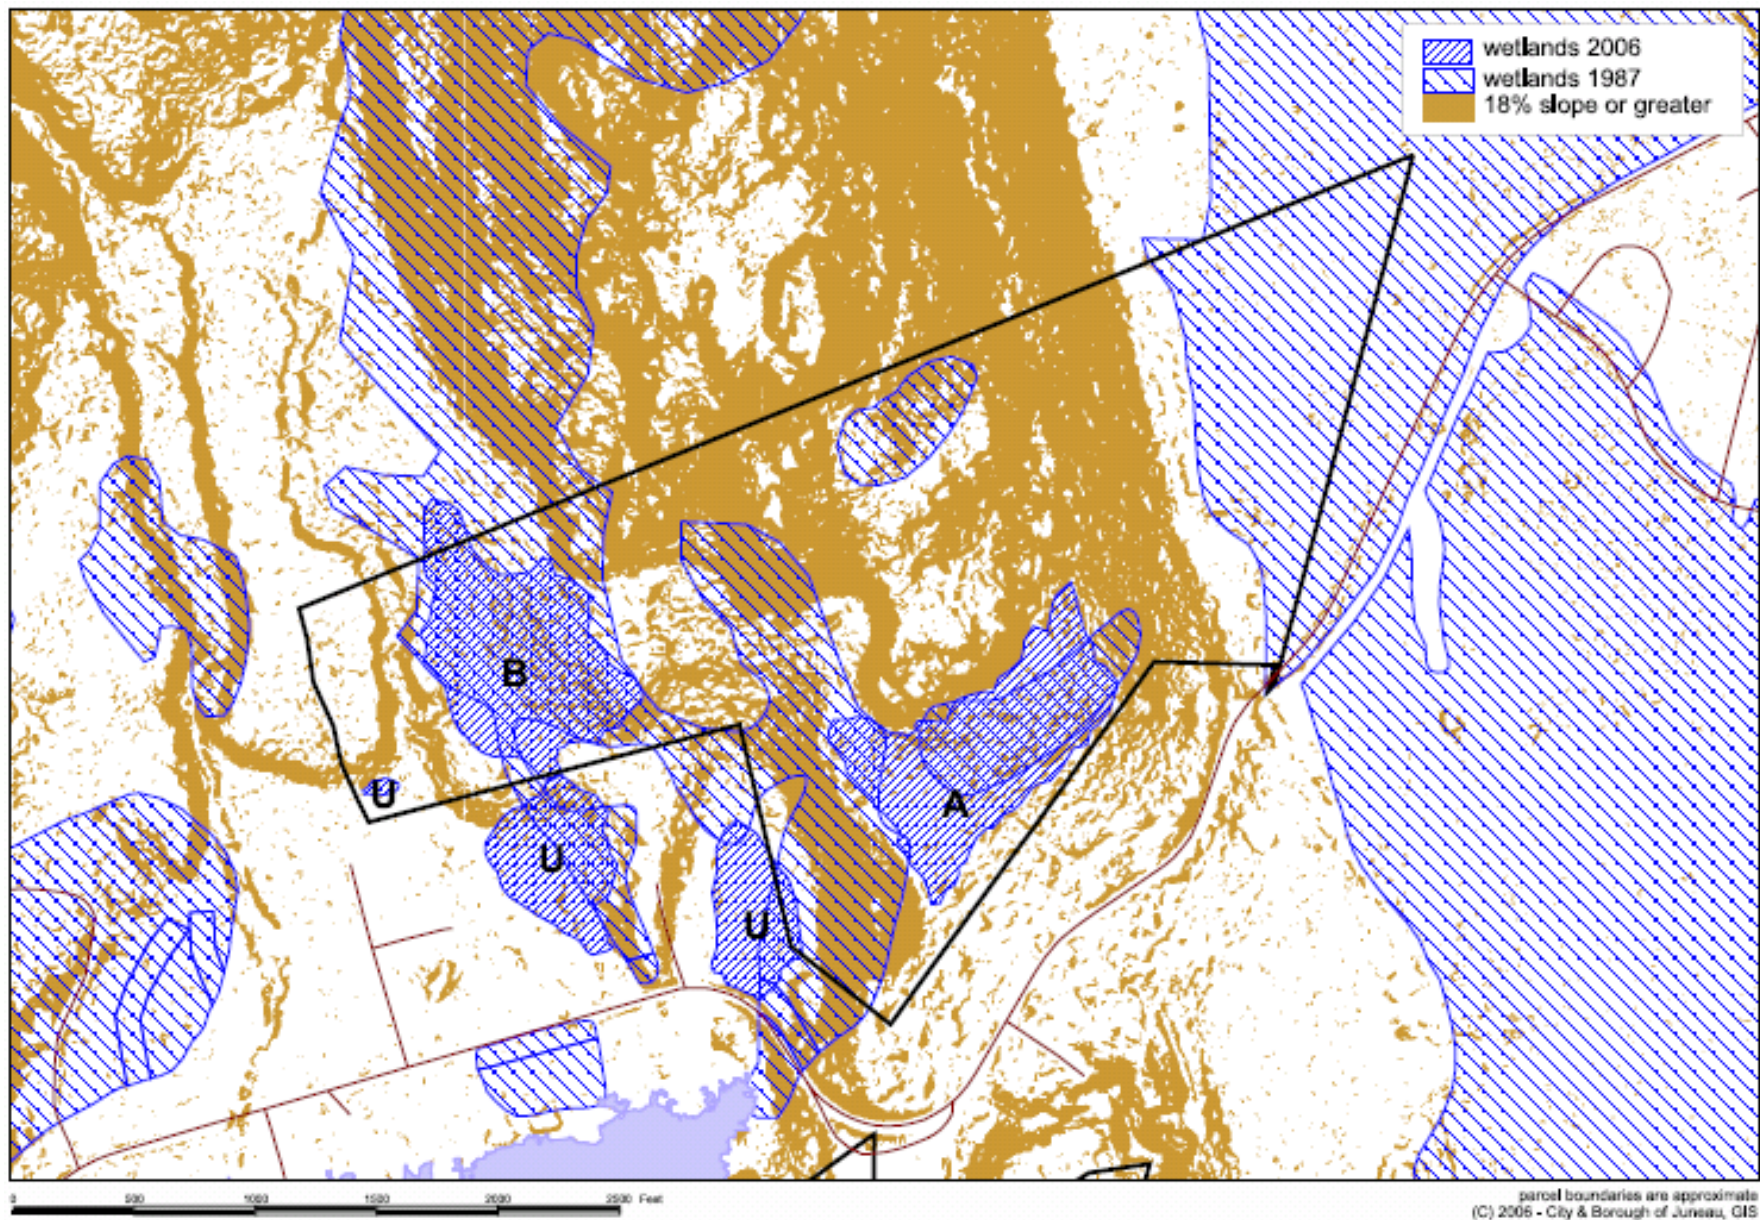 wetlands 2006
wetlands 1987
18% slope or greater
B
U
A
U
U
0 500 1000 1500 2000 2500 Feet
parcel boundaries are approximate
(C) 2006 - City & Borough of Juneau, GIS